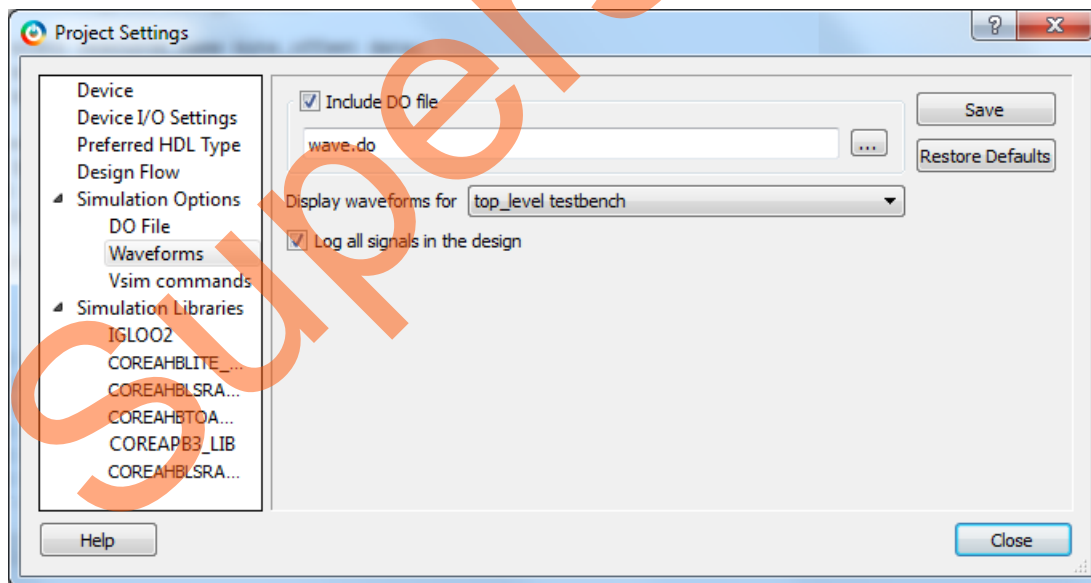 Project Settings
Device
Device I/O Settings
Preferred HDL Type
Design Flow
Simulation Options
DO File
Waveforms
Vsim commands
Simulation Libraries
IGLOO2
COREAHBLITE_...
COREAHBLSRA...
COREAHBTOA...
COREAPB3_LIB
COREAHBLSRA...
Include DO file
wave.do
...
Display waveforms for top_level testbench
Log all signals in the design
Save
Restore Defaults
Help
Close
Supers